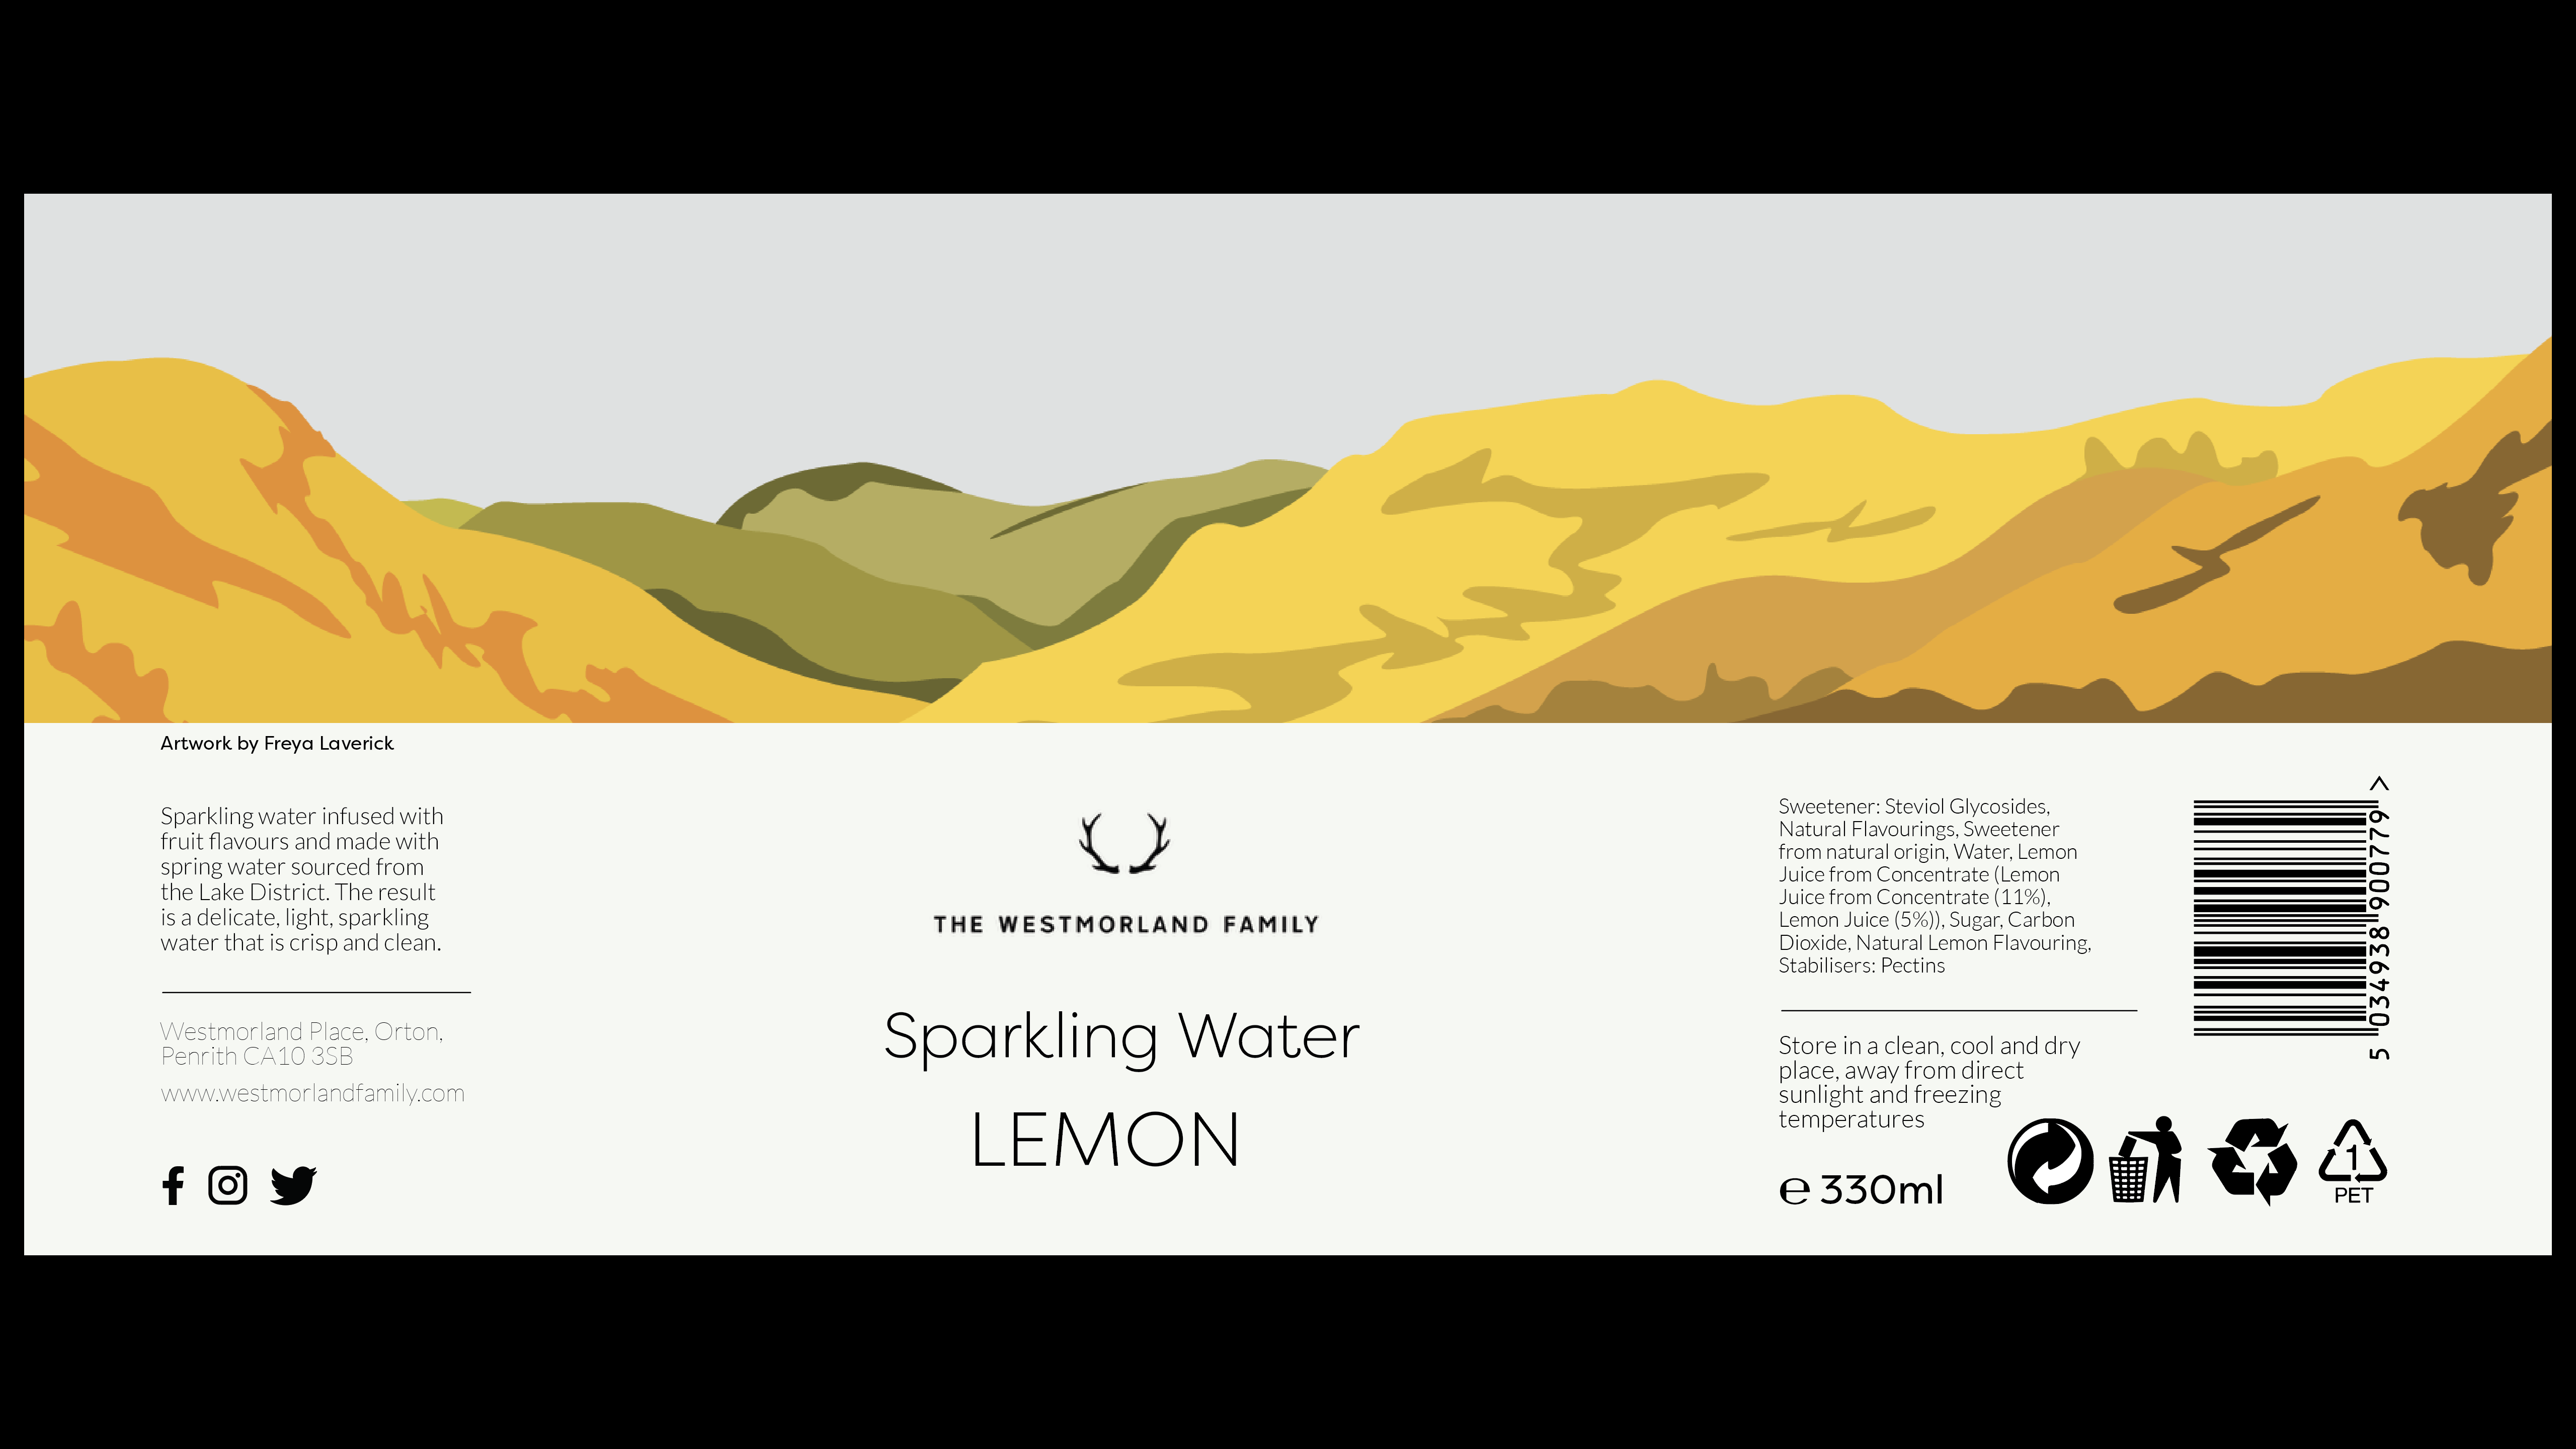 Artwork by Freya Laverick
Sparkling water infused with
fruit flavours and made with
spring water sourced from
the Lake District. The result
is a delicate, light, sparkling
water that is crisp and clean.
Westmorland Place, Orton,
Penrith CA10 3SB
www.westmorlandfamily.com
THE WESTMORLAND FAMILY
Sparkling Water
LEMON
Sweetener: Steviol Glycosides,
Natural Flavourings, Sweetener
from natural origin, Water, Lemon
Juice from Concentrate (Lemon
Juice from Concentrate (11%),
Lemon Juice (5%)), Sugar, Carbon
Dioxide, Natural Lemon Flavouring,
Stabilisers: Pectins
Store in a clean, cool and dry
place, away from direct
sunlight and freezing
temperatures
℮ 330ml
5 034938 900779 >
1
PET